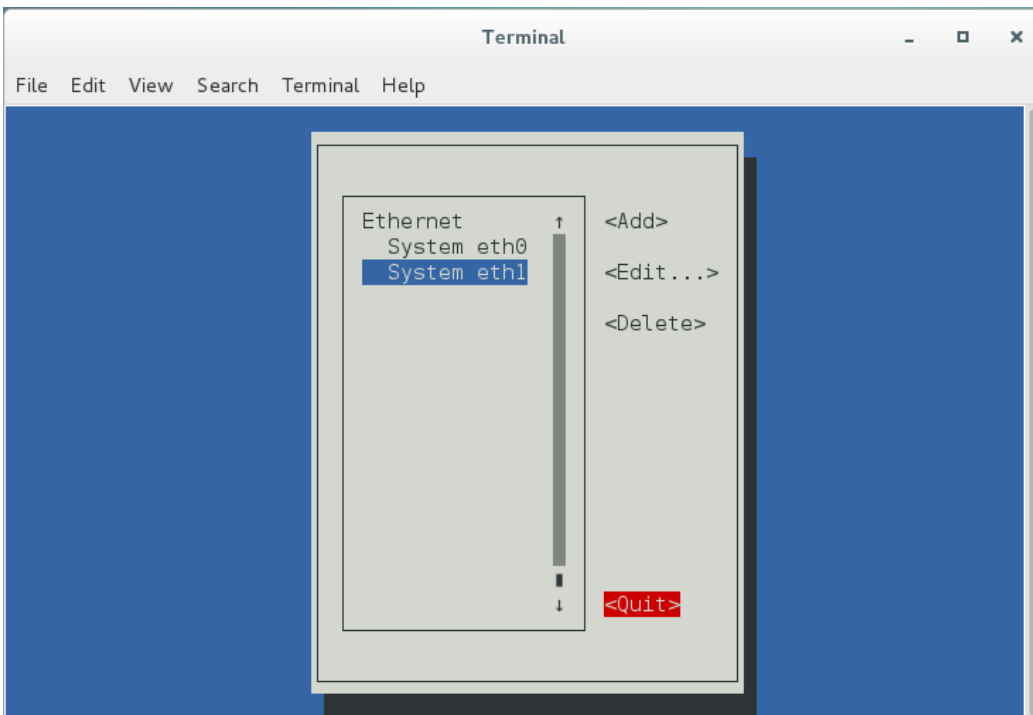 Terminal
File Edit View Search Terminal Help
Ethernet ↑ <Add>
System eth0
System eth1 <Edit...>
<Delete>
↓ <Quit>